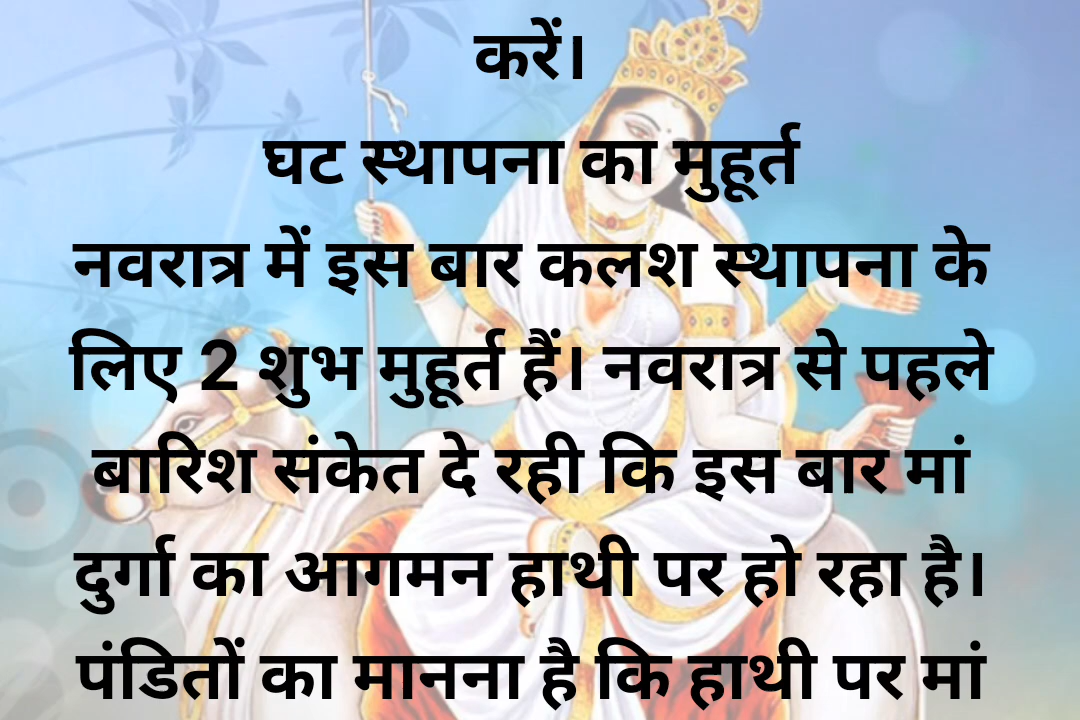 करें।
घट स्थापना का मुहूर्त
नवरात्र में इस बार कलश स्थापना के
लिए 2 शुभ मुहूर्त हैं। नवरात्र से पहले
बारिश संकेत दे रही कि इस बार मां
दुर्गा का आगमन हाथी पर हो रहा है।
पंडितों का मानना है कि हाथी पर मां